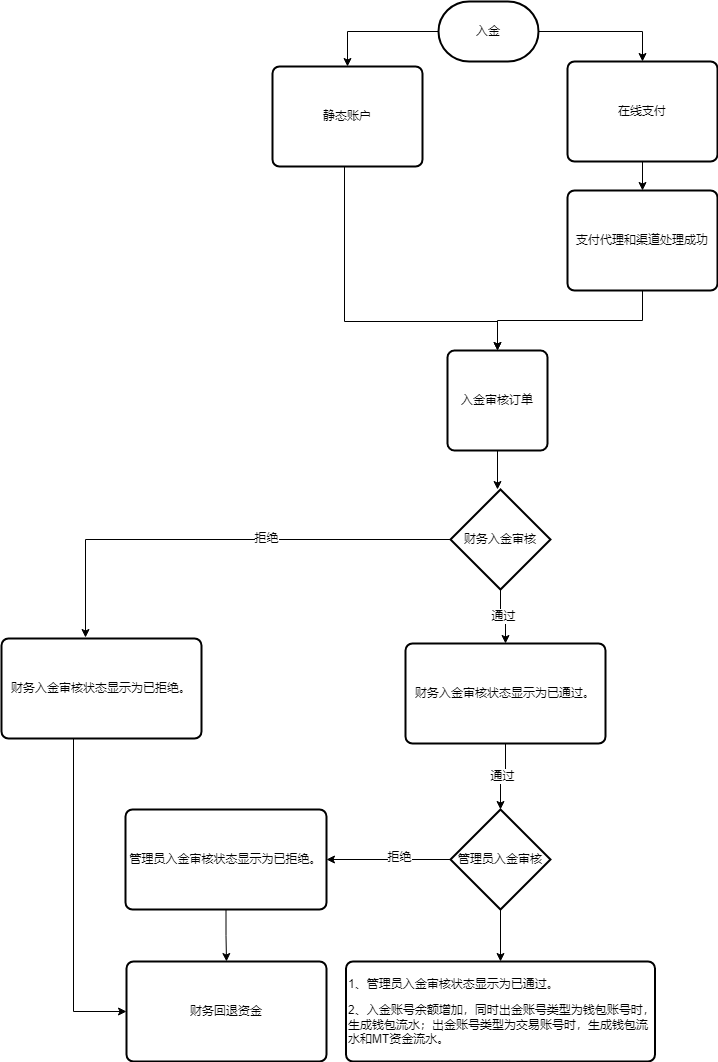 入金
静态账户
在线支付
支付代理和渠道处理成功
入金审核订单
财务入金审核
拒绝
通过
财务入金审核状态显示为已拒绝。
财务入金审核状态显示为已通过。
通过
管理员入金审核状态显示为已拒绝。
拒绝
管理员入金审核
财务回退资金
1、管理员入金审核状态显示为已通过。
2、入金账号余额增加，同时出金账号类型为钱包账号时，
生成钱包流水；出金账号类型为交易账号时，生成钱包流
水和MT资金流水。